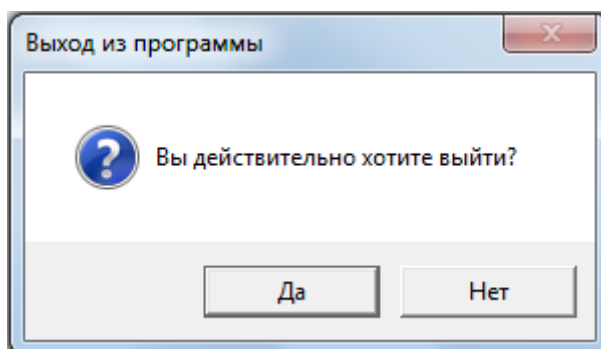 Выход из программы
Вы действительно хотите выйти?
Да
Нет